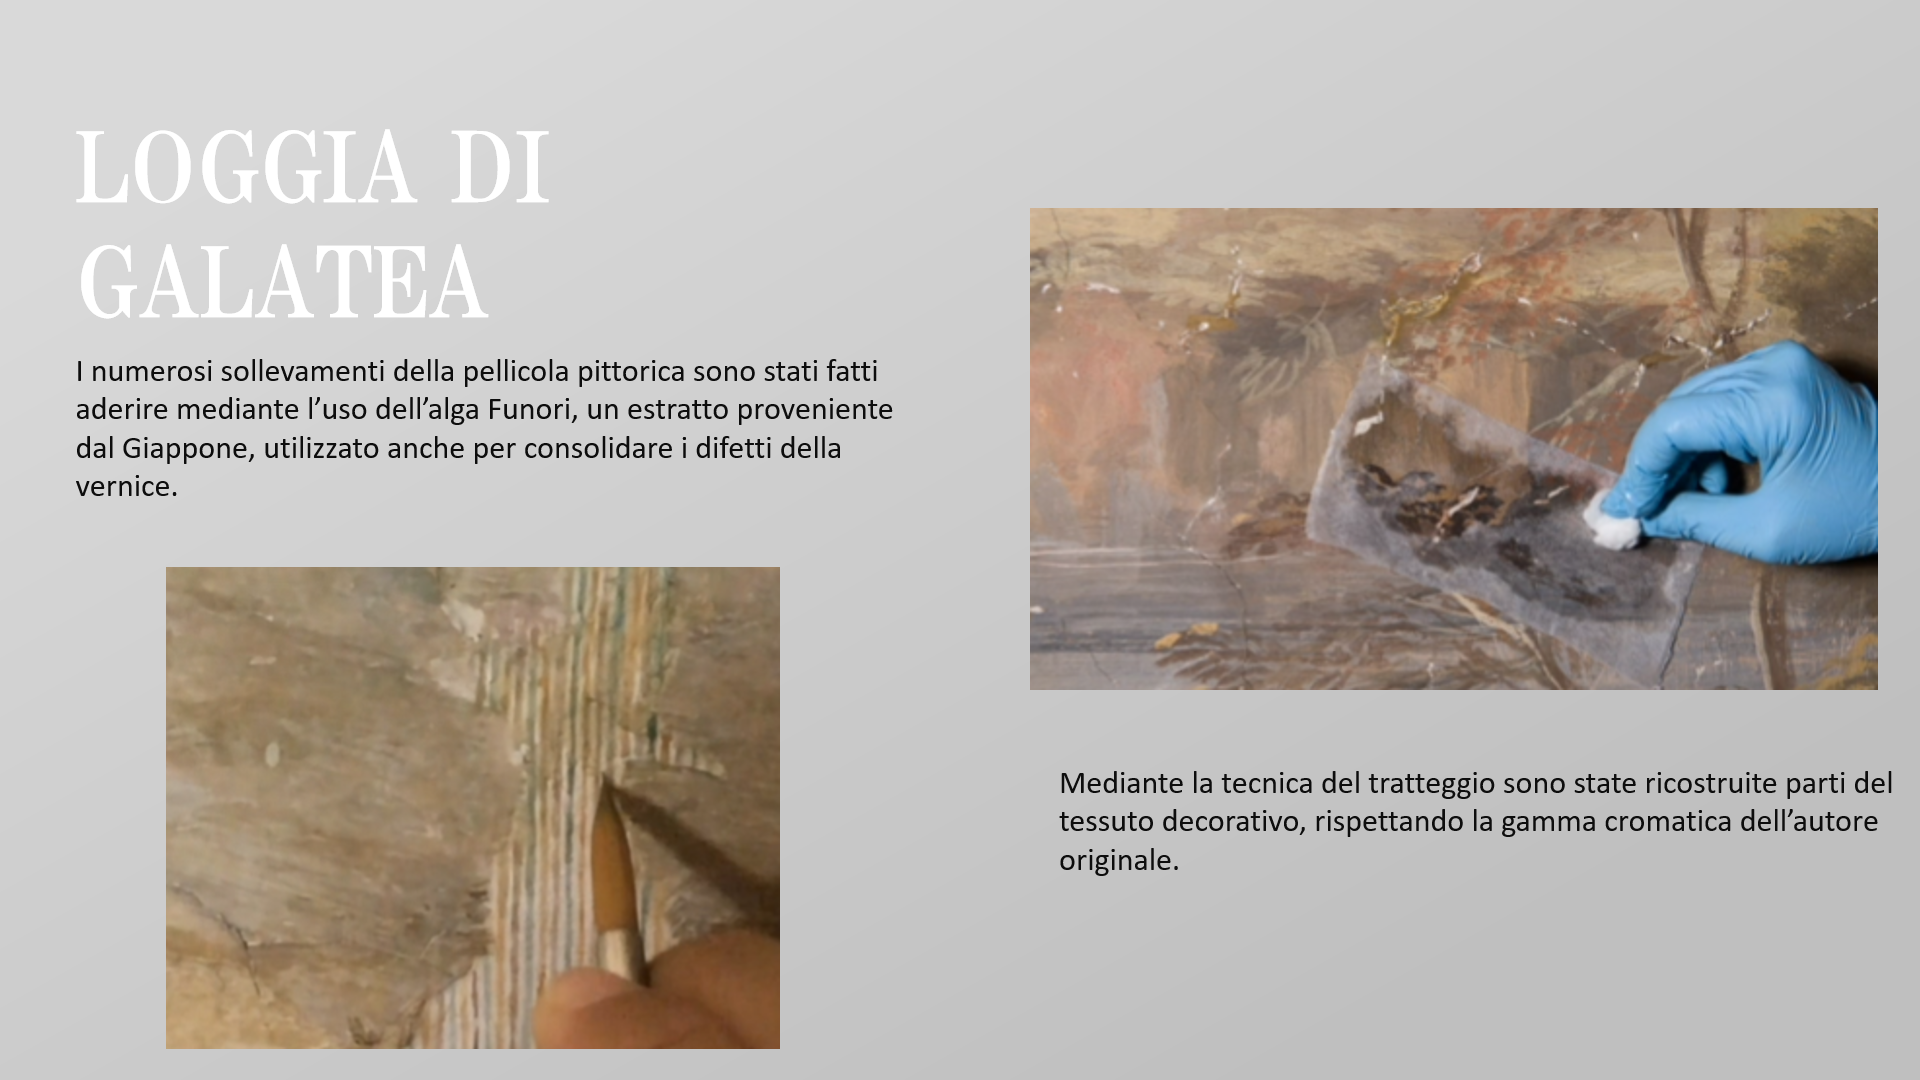 LOGGIA DI
GALATEA
I numerosi sollevamenti della pellicola pittorica sono stati fatti
aderire mediante l’uso dell’alga Funori, un estratto proveniente
dal Giappone, utilizzato anche per consolidare i difetti della
vernice.
Mediante la tecnica del tratteggio sono state ricostruite parti del
tessuto decorativo, rispettando la gamma cromatica dell’autore
originale.